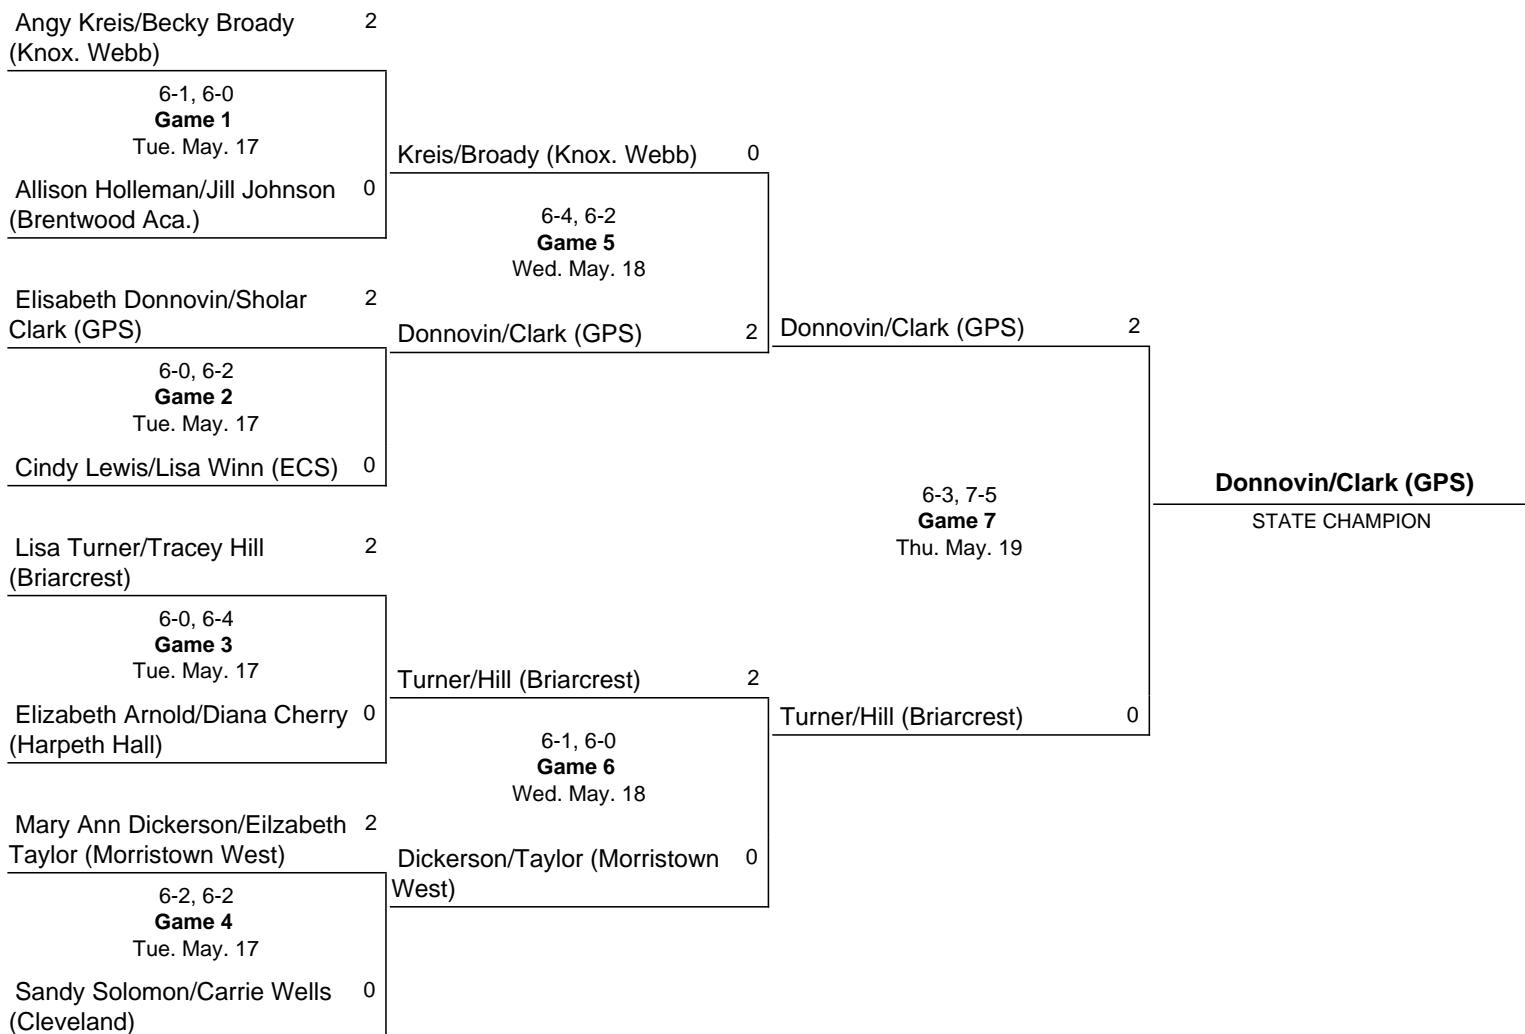 Angy Kreis/Becky Broady 2
(Knox. Webb)
6-1, 6-0
Game 1
Tue. May. 17
Allison Holleman/Jill Johnson 0
(Brentwood Aca.)
Elisabeth Donnovin/Sholar 2
Clark (GPS)
6-0, 6-2
Game 2
Tue. May. 17
Cindy Lewis/Lisa Winn (ECS) 0
Lisa Turner/Tracey Hill 2
(Briarcrest)
6-0, 6-4
Game 3
Tue. May. 17
Elizabeth Arnold/Diana Cherry 0
(Harpeth Hall)
Mary Ann Dickerson/Eilzabeth 2
Taylor (Morristown West)
6-2, 6-2
Game 4
Tue. May. 17
Sandy Solomon/Carrie Wells 0
(Cleveland)
Kreis/Broady (Knox. Webb) 0
6-4, 6-2
Game 5
Wed. May. 18
Donnovin/Clark (GPS) 2
Turner/Hill (Briarcrest) 2
6-1, 6-0
Game 6
Wed. May. 18
Dickerson/Taylor (Morristown 0
West)
Donnovin/Clark (GPS) 2
6-3, 7-5
Game 7
Thu. May. 19
Turner/Hill (Briarcrest) 0
Donnovin/Clark (GPS)
STATE CHAMPION